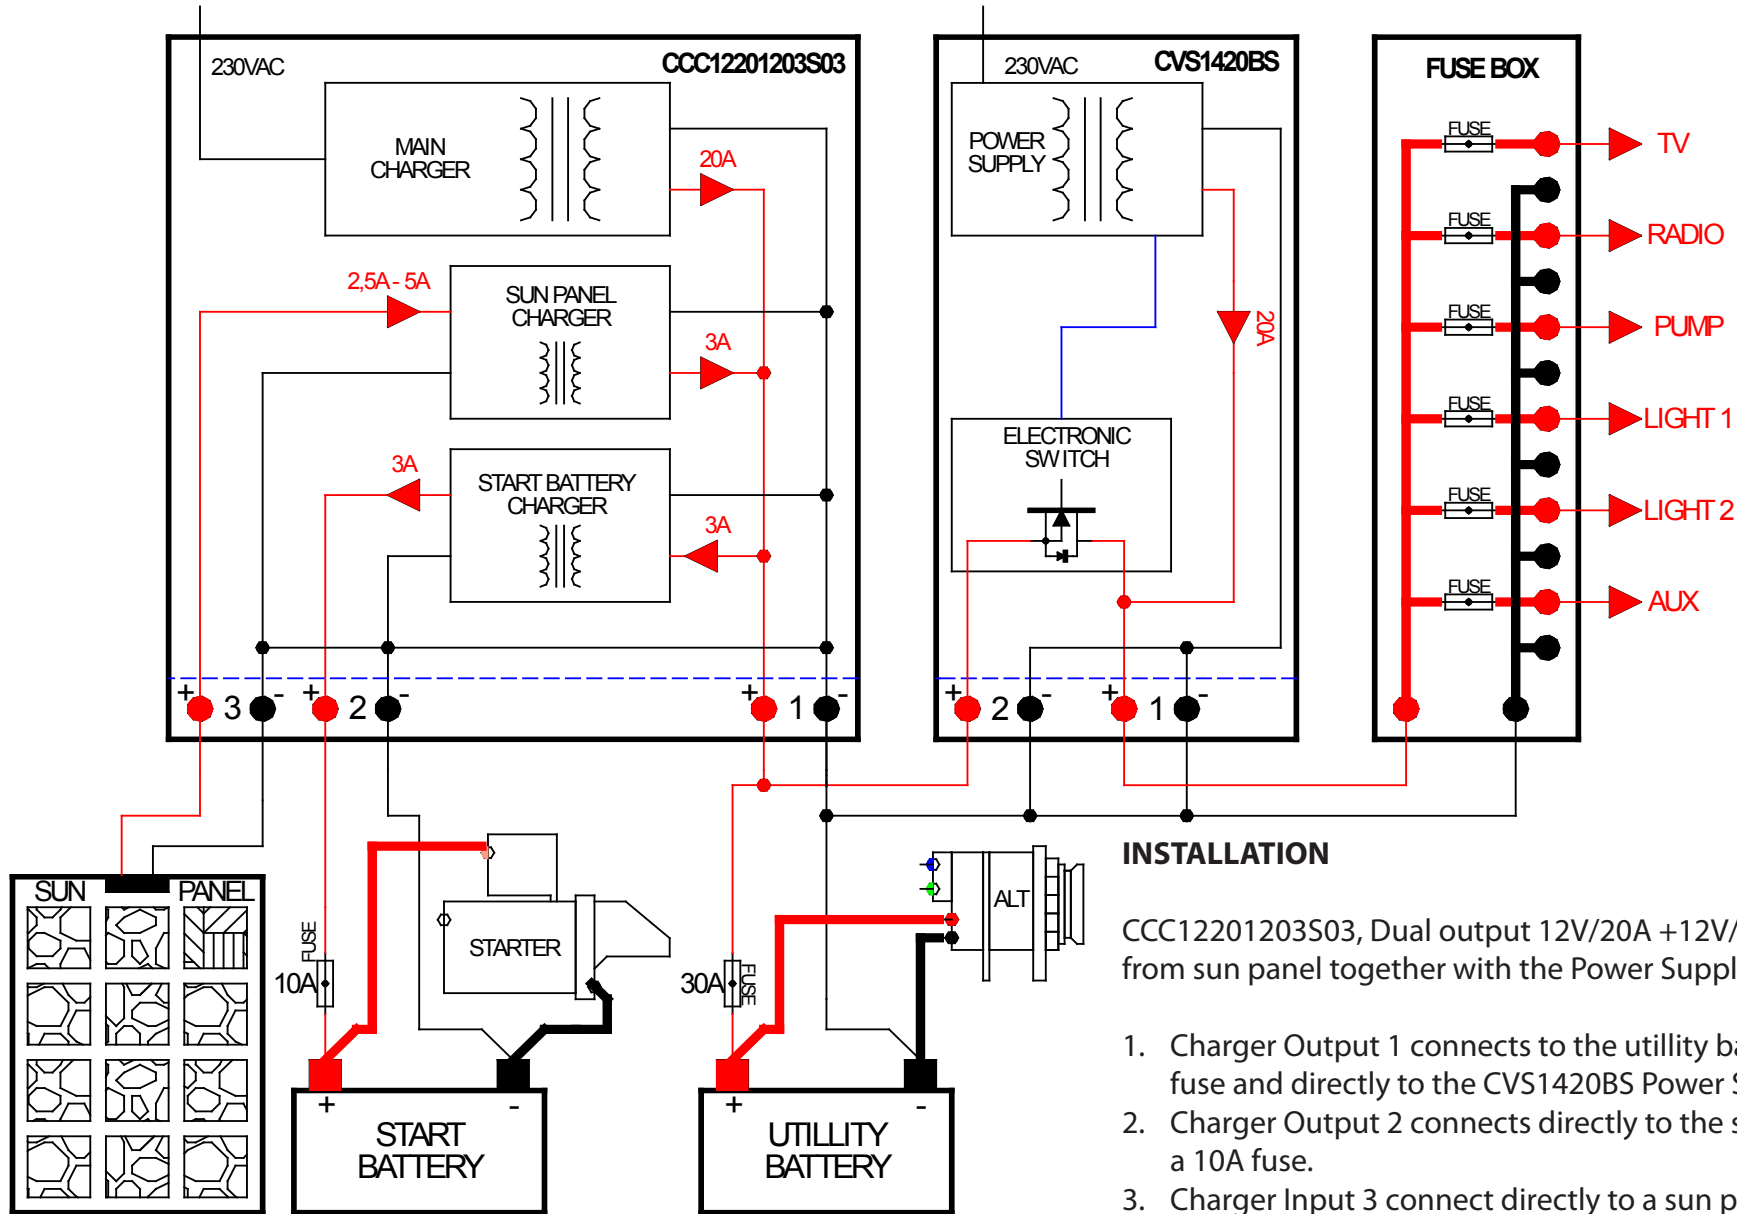 230VAC
CCC12201203S03
MAIN
CHARGER
20A
2,5A - 5A
SUN PANEL
CHARGER
3A
3A
START BATTERY
CHARGER
3A
+ 3 -
+ 2 -
+ 1 -
230VAC
CVS1420BS
POWER
SUPPLY
20A
ELECTRONIC
SWITCH
+ 2 -
+ 1 -
FUSE BOX
FUSE
TV
FUSE
RADIO
FUSE
PUMP
FUSE
LIGHT 1
FUSE
LIGHT 2
FUSE
AUX
SUN PANEL
FUSE
10A
STARTER
+ -
START
BATTERY
30A
FUSE
ALT
+ -
UTILLITY
BATTERY
INSTALLATION
CCC12201203S03, Dual output 12V/20A +12V/
from sun panel together with the Power Suppl
1. Charger Output 1 connects to the utillity ba
fuse and directly to the CVS1420BS Power S
2. Charger Output 2 connects directly to the s
a 10A fuse.
3. Charger Input 3 connect directly to a sun p